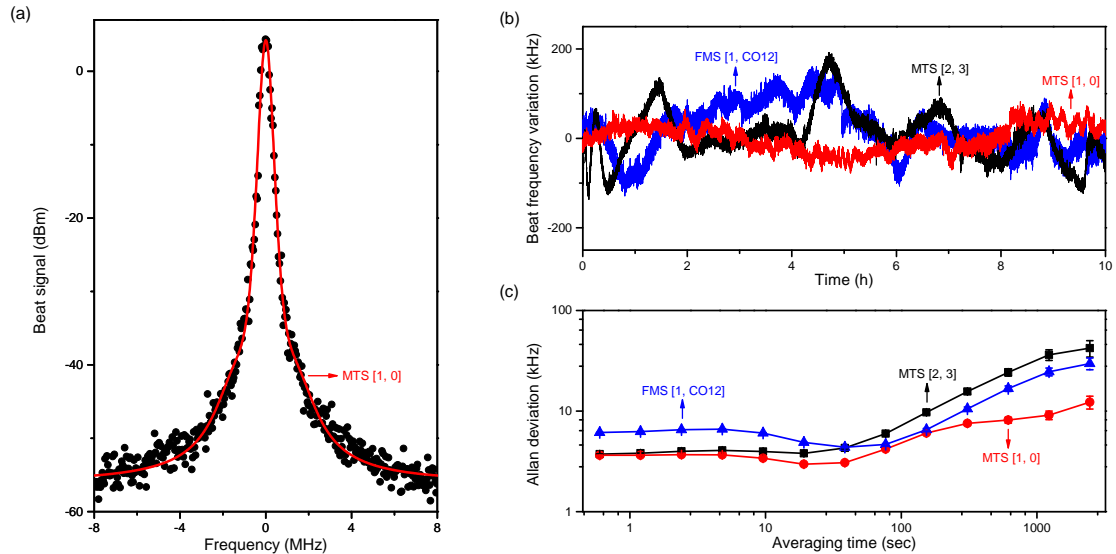 (a)
0
-20
-40
-60
Beat signal (dBm)
MTS [1, 0]
-8
-4
0
4
8
Frequency (MHz)
(b)
200
0
-200
Beat frequency variation (kHz)
FMS [1, CO12]
MTS [2, 3]
MTS [1, 0]
0
2
4
6
8
10
Time (h)
(c)
100
10
1
Allan deviation (kHz)
FMS [1, CO12]
MTS [2, 3]
MTS [1, 0]
1
10
100
1000
Averaging time (sec)